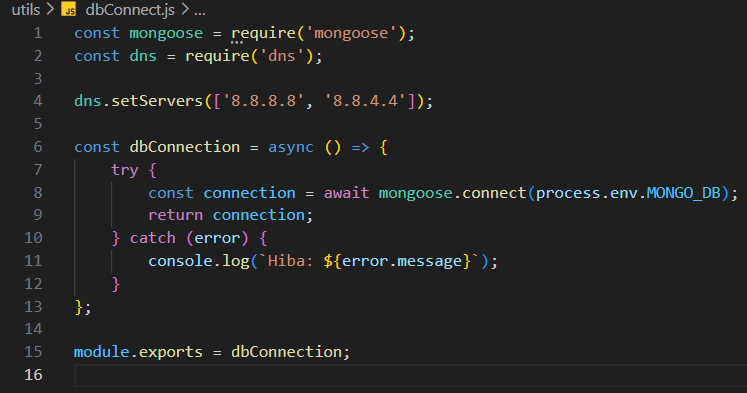 utils > JS dbConnect.js > ...
1 const mongoose = require('mongoose');
2 const dns = require('dns');
3
4 dns.setServers(['8.8.8.8', '8.8.4.4']);
5
6 const dbConnection = async () => {
7     try {
8         const connection = await mongoose.connect(process.env.MONGO_DB);
9         return connection;
10     } catch (error) {
11         console.log(`Hiba: ${error.message}`);
12     }
13 };
14
15 module.exports = dbConnection;
16